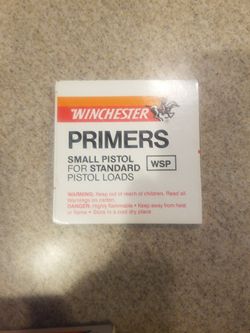 WINCHESTER
PRIMERS
SMALL PISTOL
FOR STANDARD WSP
PISTOL LOADS
WARNING: Keep out of reach of children. Read all
Warnings on carton.
DANGER: Highly flammable • Keep away from heat
or flame • Store in a cool dry place